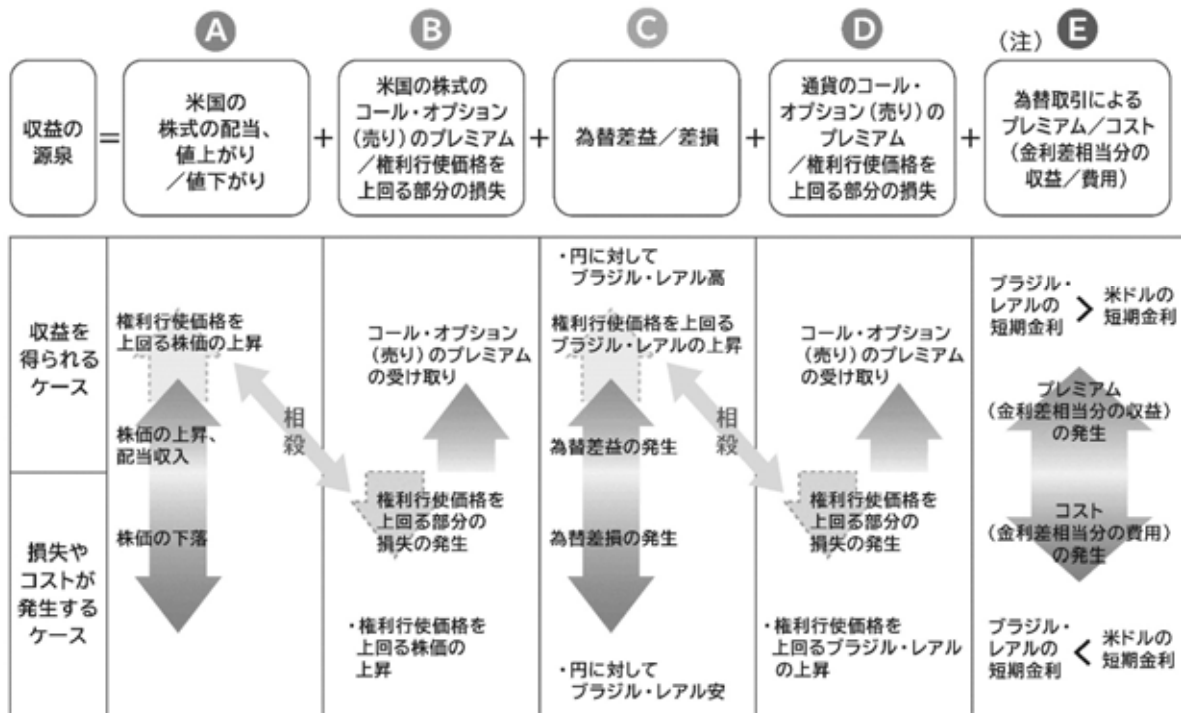 A
B
C
D
(注) E
収益の
源泉
=
米国の
株式の配当、
値上がり
／値下がり
+
米国の株式の
コール・オプション
(売り)のプレミアム
／権利行使価格を
上回る部分の損失
+
為替差益／差損
+
通貨のコール・
オプション(売り)の
プレミアム
／権利行使価格を
上回る部分の損失
+
為替取引による
プレミアム／コスト
(金利差相当分の
収益／費用)
収益を
得られる
ケース
権利行使価格を
上回る株価の上昇
株価の上昇、
配当収入
相殺
コール・オプション
(売り)のプレミアム
の受け取り
・円に対して
ブラジル・レアル高
権利行使価格を上回る
ブラジル・レアルの上昇
為替差益の発生
相殺
コール・オプション
(売り)のプレミアム
の受け取り
ブラジル・
レアルの
短期金利
>
米ドルの
短期金利
プレミアム
(金利差相当分の収益)
の発生
損失や
コストが
発生する
ケース
株価の下落
権利行使価格を
上回る部分の
損失の発生
・権利行使価格を
上回る株価の
上昇
為替差損の発生
・円に対して
ブラジル・レアル安
権利行使価格を
上回る部分の
損失の発生
・権利行使価格を
上回るブラジル・レアル
の上昇
コスト
(金利差相当分の費用)
の発生
ブラジル・
レアルの
短期金利
<
米ドルの
短期金利